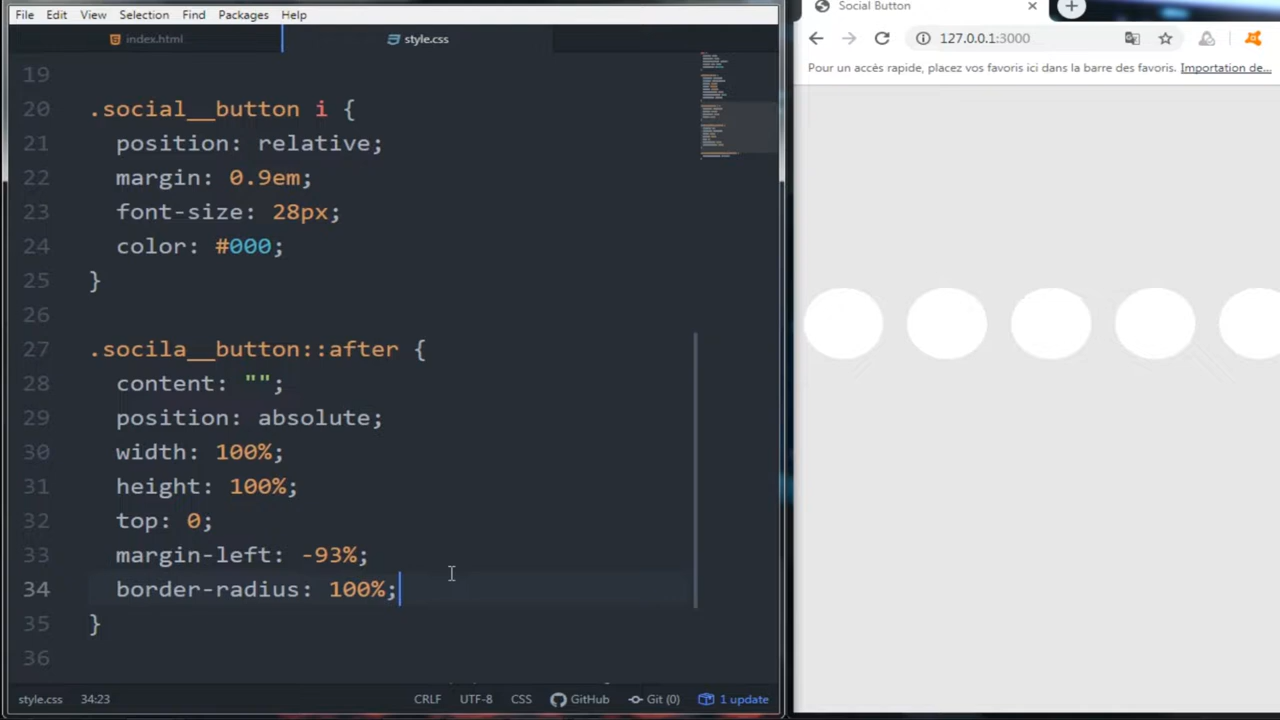 File Edit View Selection Find Packages Help
index.html
style.css
19
20 .social__button i {
21 position: relative;
22 margin: 0.9em;
23 font-size: 28px;
24 color: #000;
25 }
26
27 .socila__button::after {
28 content: "";
29 position: absolute;
30 width: 100%;
31 height: 100%;
32 top: 0;
33 margin-left: -93%;
34 border-radius: 100%;
35 }
36
style.css 34:23 CRLF UTF-8 CSS GitHub Git (0) 1 update
Social Button
127.0.0.1:3000
Pour un accès rapide, placez vos favoris ici dans la barre des favoris. Importation de...